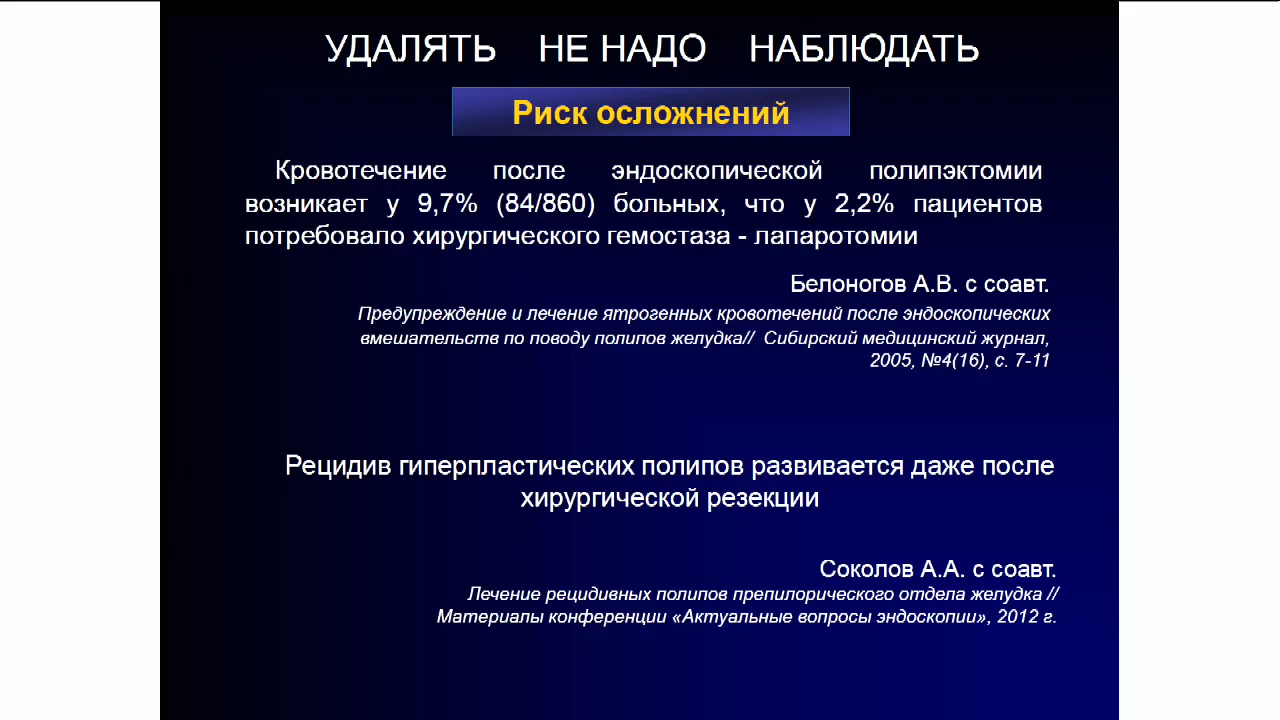 УДАЛЯТЬ НЕ НАДО НАБЛЮДАТЬ
Риск осложнений
Кровотечение после эндоскопической полипэктомии
возникает у 9,7% (84/860) больных, что у 2,2% пациентов
потребовало хирургического гемостаза - лапаротомии
Белоногов А.В. с соавт.
Предупреждение и лечение ятрогенных кровотечений после эндоскопических
вмешательств по поводу полипов желудка// Сибирский медицинский журнал,
2005, №4(16), с. 7-11
Рецидив гиперпластических полипов развивается даже после
хирургической резекции
Соколов А.А. с соавт.
Лечение рецидивных полипов препилорического отдела желудка //
Материалы конференции «Актуальные вопросы эндоскопии», 2012 г.